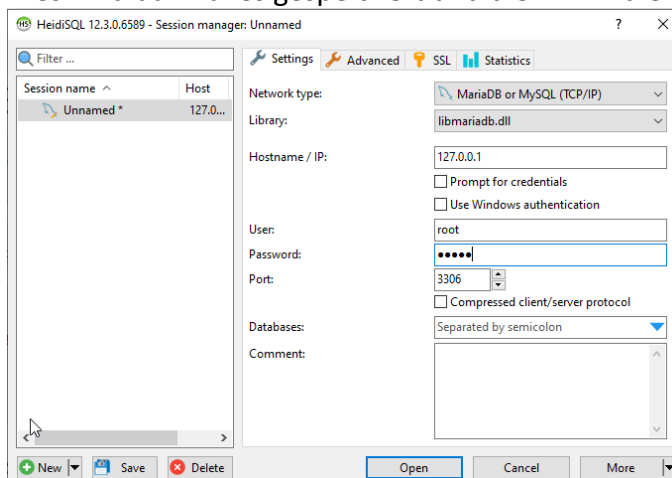 HeidiSQL 12.3.0.6589 - Session manager: Unnamed
Filter ...
Session name Host
Unnamed * 127.0...
Settings Advanced SSL Statistics
Network type: MariaDB or MySQL (TCP/IP)
Library: libmariadb.dll
Hostname / IP: 127.0.0.1
Prompt for credentials
Use Windows authentication
User: root
Password: •••••
Port: 3306
Compressed client/server protocol
Databases: Separated by semicolon
Comment:
New Save Delete Open Cancel More